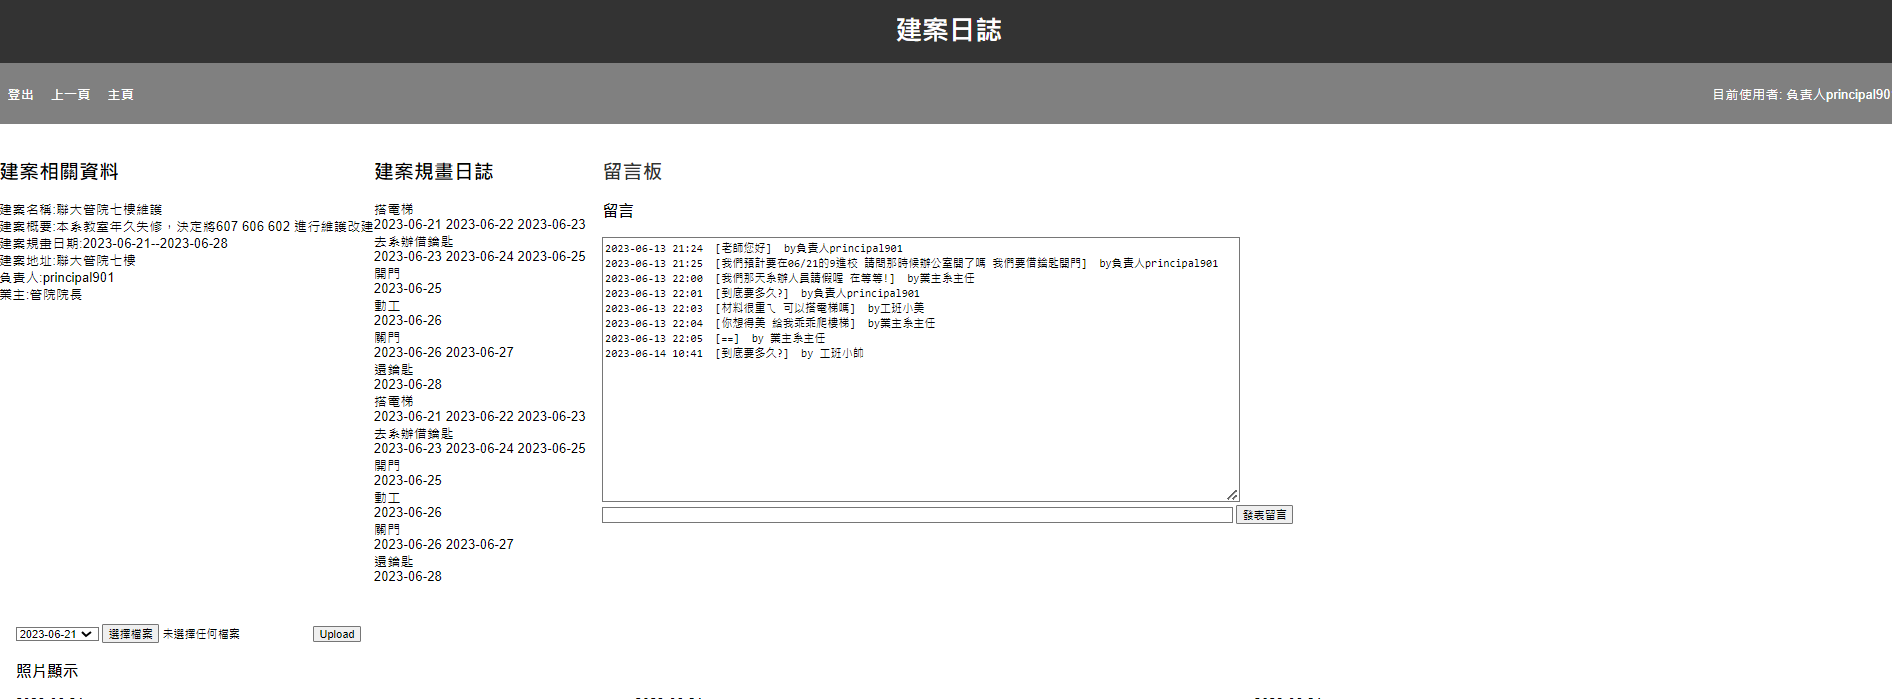 建案日誌
登出 上一頁 主頁
目前使用者: 負責人principal90
建案相關資料
建案名稱:聯大管院七樓維護
建案概要:本系教室年久失修，決定將607 606 602 進行維護改建
建案規畫日期:2023-06-21--2023-06-28
建案地址:聯大管院七樓
負責人:principal901
業主:管院院長
建案規畫日誌
搭電梯
2023-06-21 2023-06-22 2023-06-23
去系辦借鑰匙
2023-06-23 2023-06-24 2023-06-25
開門
2023-06-25
動工
2023-06-26
關門
2023-06-26 2023-06-27
還鑰匙
2023-06-28
搭電梯
2023-06-21 2023-06-22 2023-06-23
去系辦借鑰匙
2023-06-23 2023-06-24 2023-06-25
開門
2023-06-25
動工
2023-06-26
關門
2023-06-26 2023-06-27
還鑰匙
2023-06-28
留言板
留言
2023-06-13 21:24 [老師您好] by負責人principal901
2023-06-13 21:25 [我們預計要在06/21的9進校 請問那時候辦公室開了嗎 我們要借鑰匙開門] by負責人principal901
2023-06-13 22:00 [我們那天系辦人員請假喔 在等等!] by業主系主任
2023-06-13 22:01 [到底要多久?] by負責人principal901
2023-06-13 22:03 [材料很重ㄟ 可以搭電梯嗎] by工班小美
2023-06-13 22:04 [你想得美 給我乖乖爬樓梯] by業主系主任
2023-06-13 22:05 [==] by 業主系主任
2023-06-14 10:41 [到底要多久?] by 工班小帥
發表留言
2023-06-21 選擇檔案 未選擇任何檔案 Upload
照片顯示